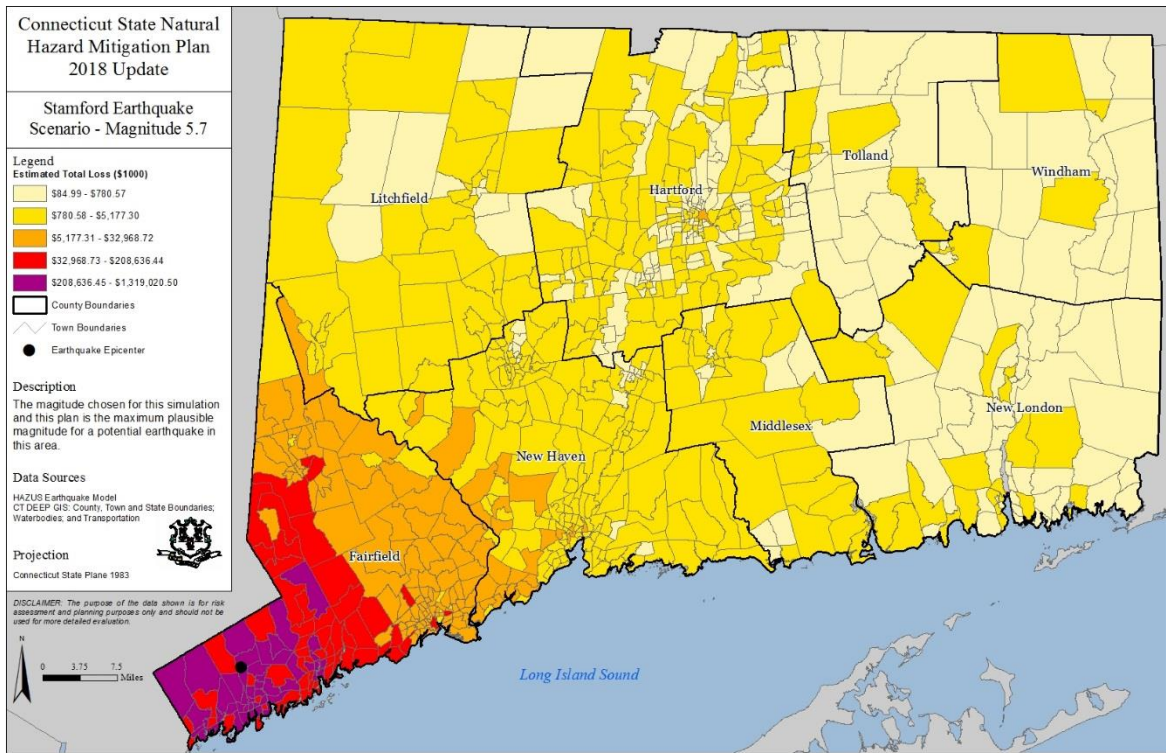 Connecticut State Natural
Hazard Mitigation Plan
2018 Update
Stamford Earthquake
Scenario - Magnitude 5.7
Legend
Estimated Total Loss ($1000)
$84.99 - $780.57
$780.58 - $5,177.30
$5,177.31 - $32,968.72
$32,968.73 - $208,636.44
$208,636.45 - $1,319,020.50
County Boundaries
Town Boundaries
Earthquake Epicenter
Description
The magitude chosen for this simulation
and this plan is the maximum plausible
magnitude for a potential earthquake in
this area.
Data Sources
HAZUS Earthquake Model
CT DEEP GIS: County, Town and State Boundaries;
Waterbodies; and Transportation
Projection
Connecticut State Plane 1983
DISCLAIMER: The purpose of the data shown is for risk
assessment and planning purposes only and should not be
used for more detailed evaluation.
N
0 3.75 7.5
Miles
Litchfield
Hartford
Tolland
Windham
New London
Middlesex
New Haven
Fairfield
Long Island Sound